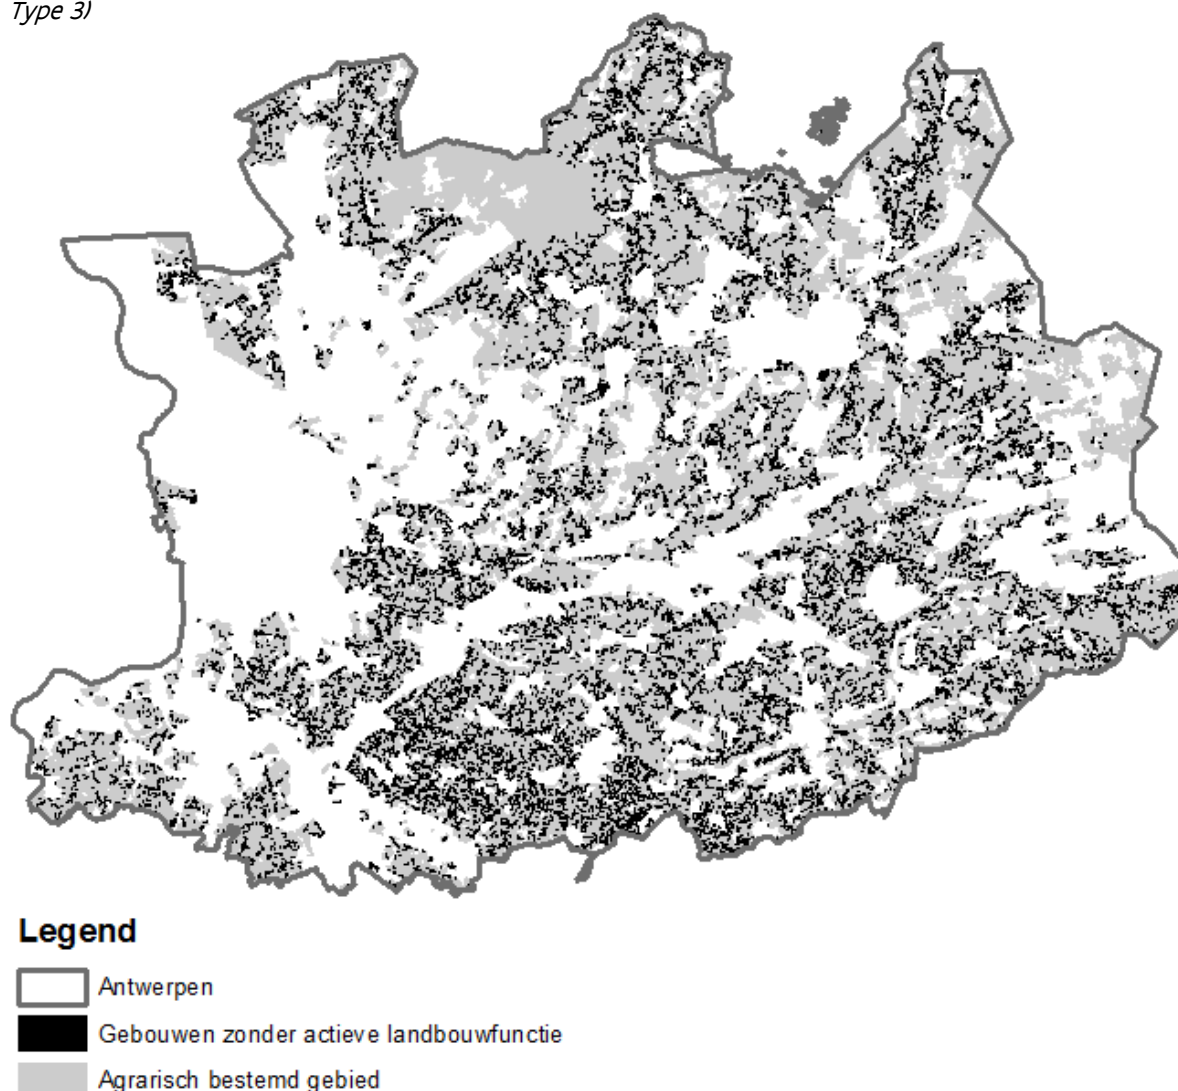 Type 3)
Legend
Antwerpen
Gebouwen zonder actieve landbouwfunctie
Agrarisch bestemd gebied